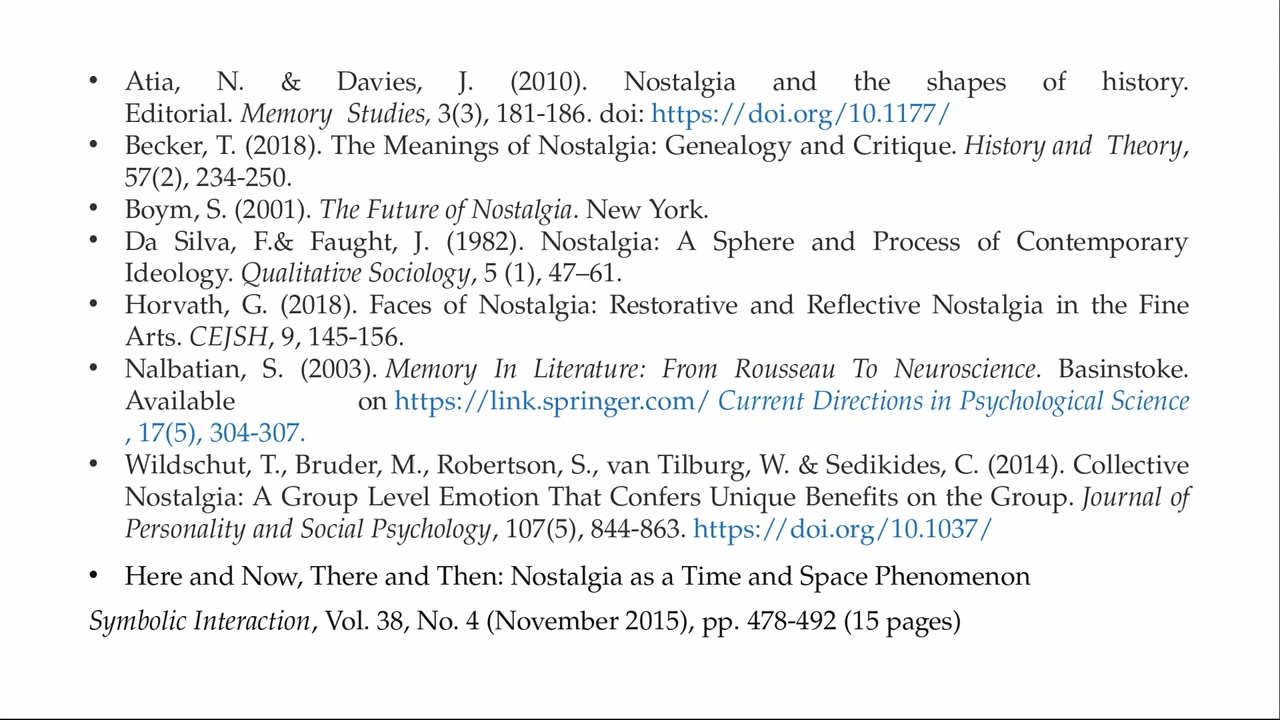 • Atia, N. & Davies, J. (2010). Nostalgia and the shapes of history.
Editorial. Memory Studies, 3(3), 181-186. doi: https://doi.org/10.1177/
• Becker, T. (2018). The Meanings of Nostalgia: Genealogy and Critique. History and Theory,
57(2), 234-250.
• Boym, S. (2001). The Future of Nostalgia. New York.
• Da Silva, F.& Faught, J. (1982). Nostalgia: A Sphere and Process of Contemporary
Ideology. Qualitative Sociology, 5 (1), 47–61.
• Horvath, G. (2018). Faces of Nostalgia: Restorative and Reflective Nostalgia in the Fine
Arts. CEJSH, 9, 145-156.
• Nalbatian, S. (2003). Memory In Literature: From Rousseau To Neuroscience. Basinstoke.
Available on https://link.springer.com/ Current Directions in Psychological Science
, 17(5), 304-307.
• Wildschut, T., Bruder, M., Robertson, S., van Tilburg, W. & Sedikides, C. (2014). Collective
Nostalgia: A Group Level Emotion That Confers Unique Benefits on the Group. Journal of
Personality and Social Psychology, 107(5), 844-863. https://doi.org/10.1037/
• Here and Now, There and Then: Nostalgia as a Time and Space Phenomenon
Symbolic Interaction, Vol. 38, No. 4 (November 2015), pp. 478-492 (15 pages)